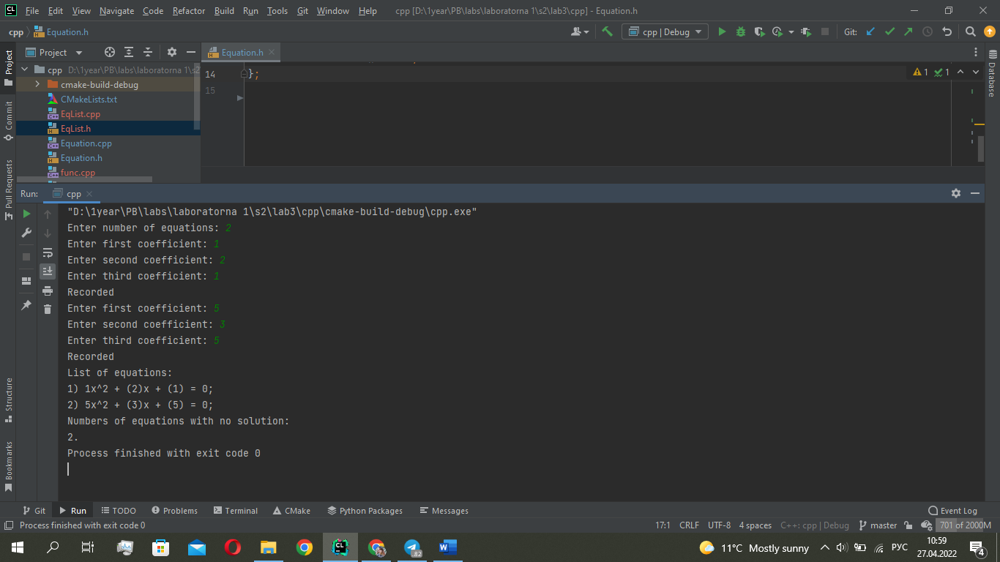 File Edit View Navigate Code Refactor Build Run Tools Git Window Help cpp [D:\1year\PB\labs\laboratorna 1\s2\lab3\cpp] - Equation.h
cpp Equation.h cpp | Debug Git:
Project
Equation.h
cpp D:\1year\PB\labs\laboratorna 1\s2
cmake-build-debug
CMakeLists.txt
EqList.cpp
EqList.h
Equation.cpp
Equation.h
func.cpp
14 };
15
1 1
Project
Commit
Pull Requests
Structure
Bookmarks
Database
Run: cpp
"D:\1year\PB\labs\laboratorna 1\s2\lab3\cpp\cmake-build-debug\cpp.exe"
Enter number of equations: 2
Enter first coefficient: 1
Enter second coefficient: 2
Enter third coefficient: 1
Recorded
Enter first coefficient: 5
Enter second coefficient: 3
Enter third coefficient: 5
Recorded
List of equations:
1) 1x^2 + (2)x + (1) = 0;
2) 5x^2 + (3)x + (5) = 0;
Numbers of equations with no solution:
2.
Process finished with exit code 0
Git Run TODO Problems Terminal CMake Python Packages Messages Event Log
Process finished with exit code 0 17:1 CRLF UTF-8 4 spaces C++: cpp | Debug master 701 of 2000M
82 11°C Mostly sunny РУС 10:59
27.04.2022 4